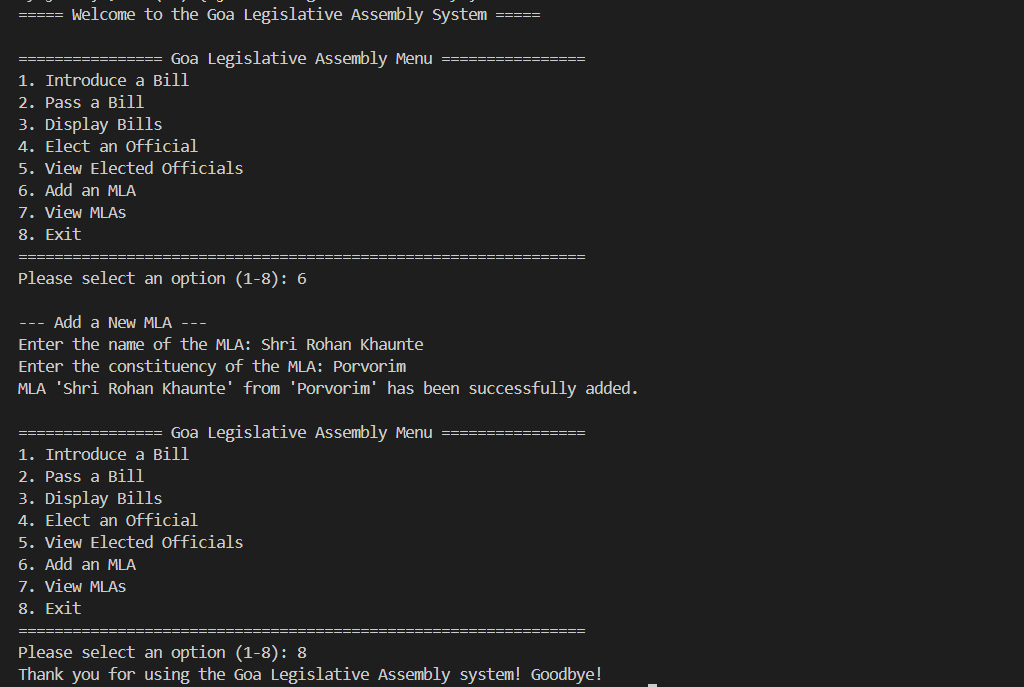 ===== Welcome to the Goa Legislative Assembly System =====
================ Goa Legislative Assembly Menu ================
1. Introduce a Bill
2. Pass a Bill
3. Display Bills
4. Elect an Official
5. View Elected Officials
6. Add an MLA
7. View MLAs
8. Exit
===============================================================
Please select an option (1-8): 6
--- Add a New MLA ---
Enter the name of the MLA: Shri Rohan Khaunte
Enter the constituency of the MLA: Porvorim
MLA 'Shri Rohan Khaunte' from 'Porvorim' has been successfully added.
================ Goa Legislative Assembly Menu ================
1. Introduce a Bill
2. Pass a Bill
3. Display Bills
4. Elect an Official
5. View Elected Officials
6. Add an MLA
7. View MLAs
8. Exit
===============================================================
Please select an option (1-8): 8
Thank you for using the Goa Legislative Assembly system! Goodbye!